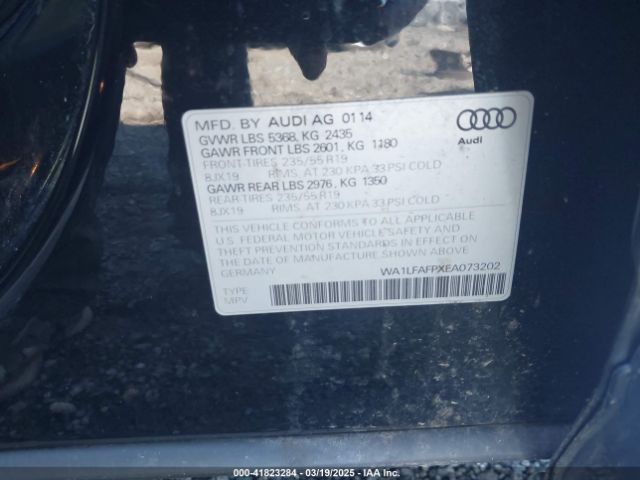 MFD. BY AUDI AG 01 14
GVWR LBS 5368, KG 2435
GAWR FRONT LBS 2601, KG 1180
FRONT-TIRES 235/55 R19
8JX19 RIMS, AT 230 KPA 33 PSI COLD
GAWR REAR LBS 2976, KG 1350
REAR-TIRES 235/55 R19
8JX19 RIMS, AT 230 KPA 33 PSI COLD
Audi
THIS VEHICLE CONFORMS TO ALL APPLICABLE
U.S. FEDERAL MOTOR VEHICLE SAFETY AND
THEFT PREVENTION STANDARDS IN EFFECT ON
THE DATE OF MANUFACTURE SHOWN ABOVE
GERMANY
WA1LFAFPXEA073202
TYPE
MPV
000-41823284 - 03/19/2025 - IAA Inc.